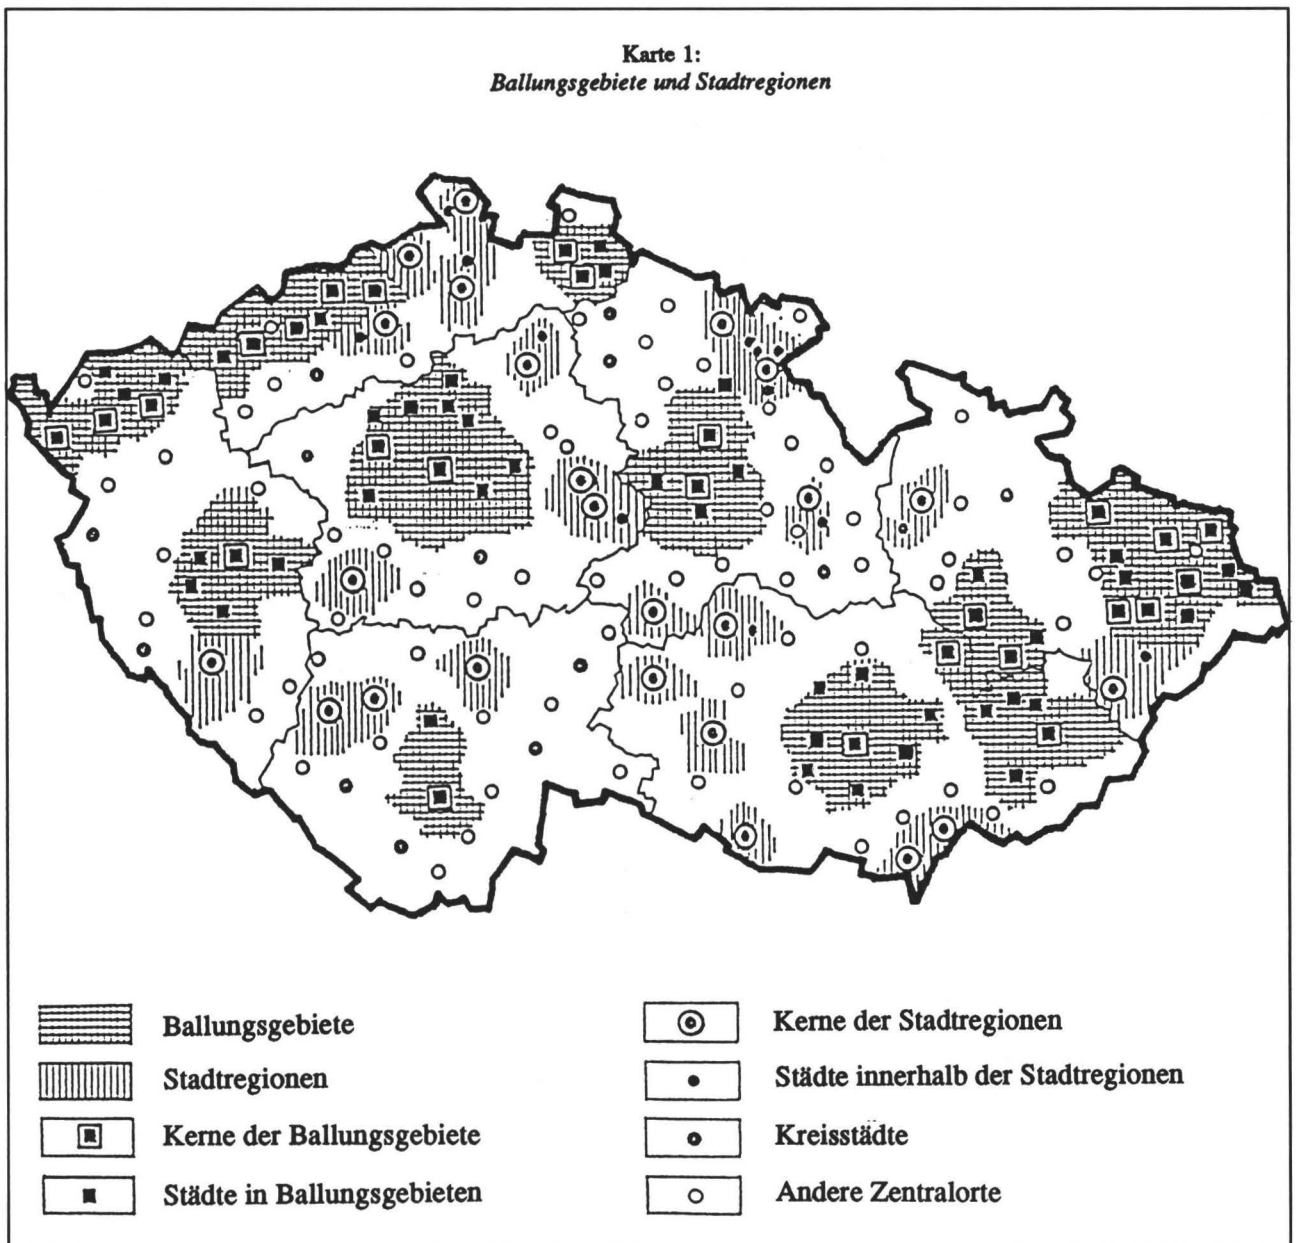 Karte 1:
Ballungsgebiete und Stadtregionen
Ballungsgebiete
Stadtregionen
Kerne der Ballungsgebiete
Städte in Ballungsgebieten
Kerne der Stadtregionen
Städte innerhalb der Stadtregionen
Kreisstädte
Andere Zentralorte